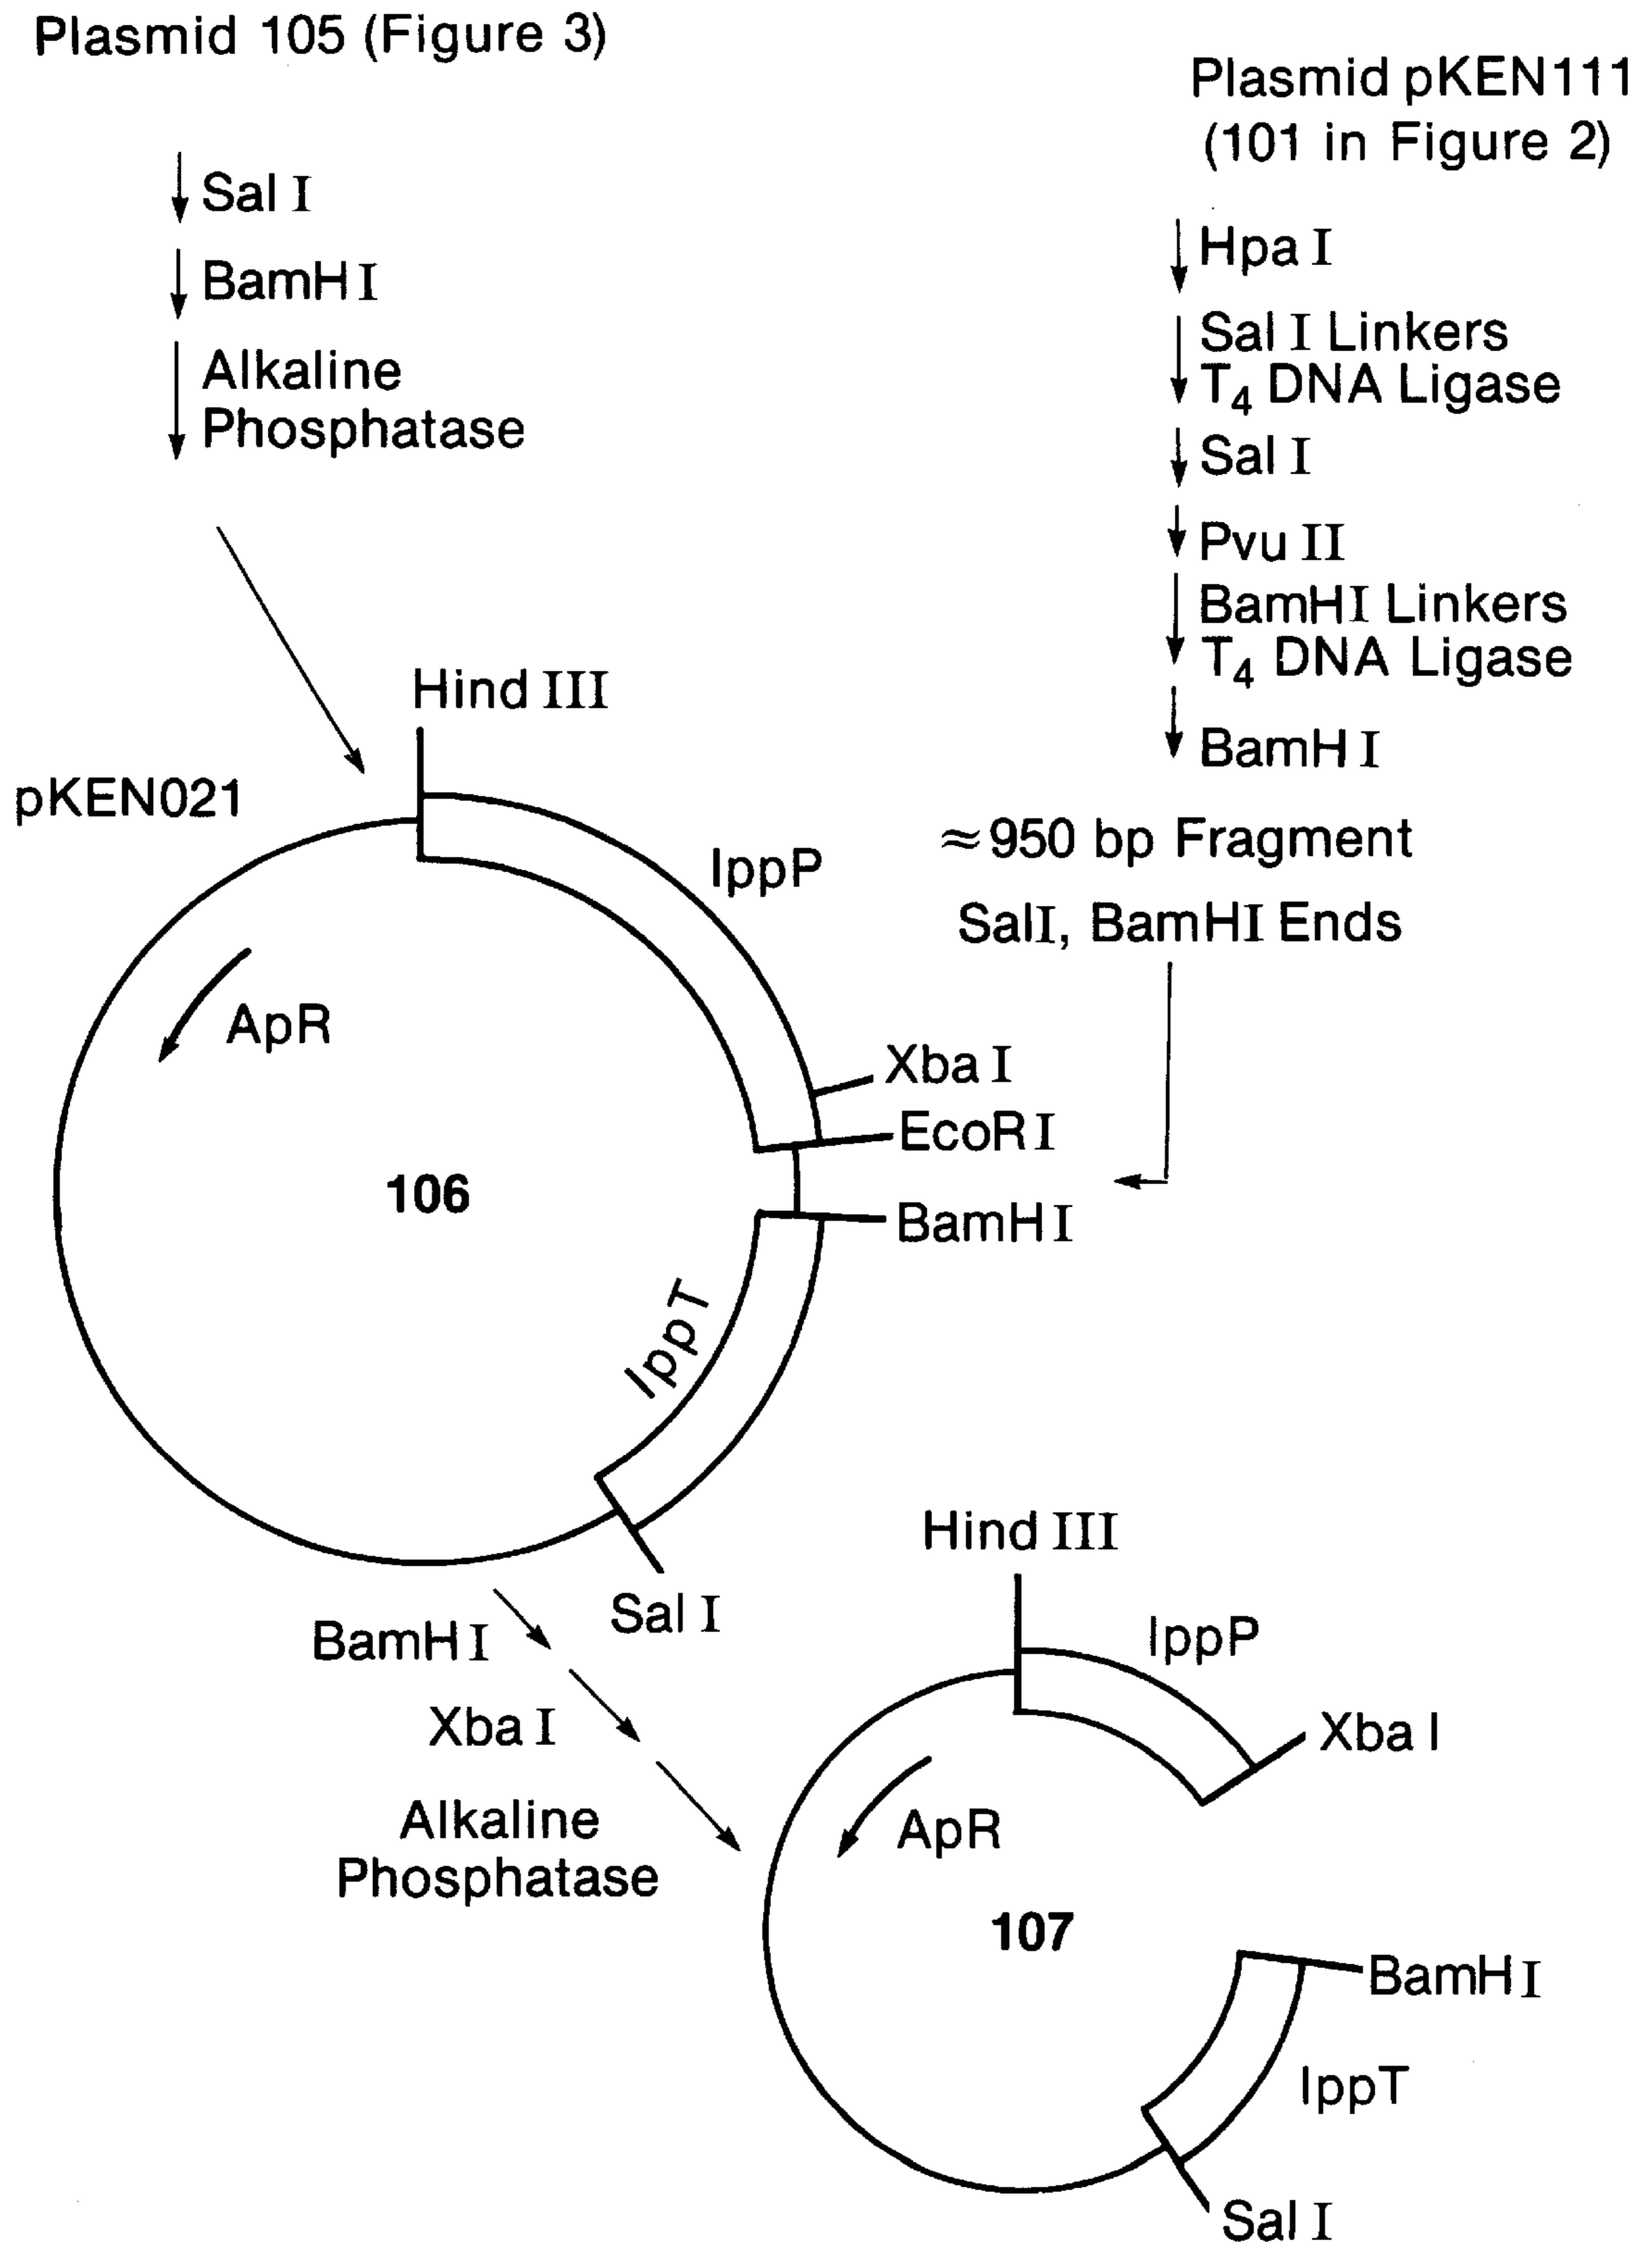 Plasmid 105 (Figure 3)
Sal I
BamH I
Alkaline
Phosphatase
Plasmid pKEN111
(101 in Figure 2)
Hpa I
Sal I Linkers
T4 DNA Ligase
Sal I
Pvu II
BamHI Linkers
T4 DNA Ligase
BamH I
≈950 bp Fragment
SalI, BamHI Ends
Hind III
pKEN021
lppP
ApR
Xba I
EcoR I
106
BamH I
lppT
Sal I
BamH I
Xba I
Alkaline
Phosphatase
Hind III
lppP
Xba I
ApR
107
BamH I
lppT
Sal I